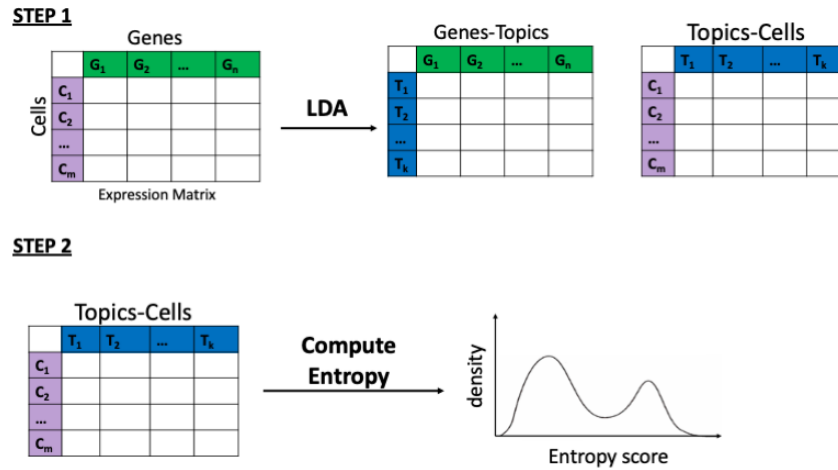 STEP 1
Genes
G₁ G₂ ... Gₙ
Cells
C₁
C₂
...
Cₘ
Expression Matrix
LDA
Genes-Topics
G₁ G₂ ... Gₙ
T₁
T₂
...
Tₖ
Topics-Cells
T₁ T₂ ... Tₖ
C₁
C₂
...
Cₘ
STEP 2
Topics-Cells
T₁ T₂ ... Tₖ
C₁
C₂
...
Cₘ
Compute
Entropy
density
Entropy score